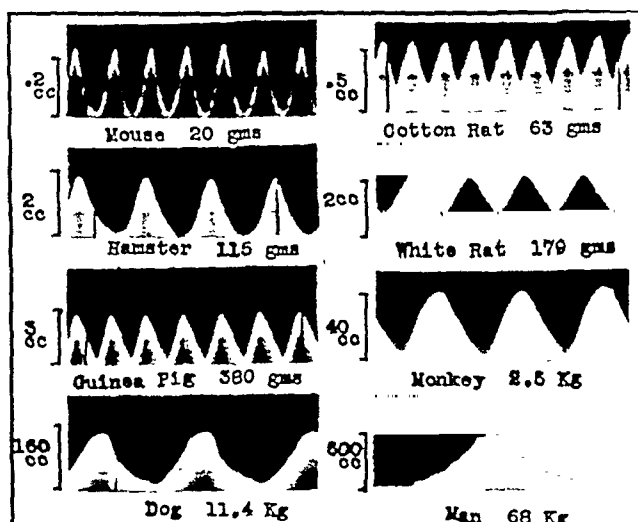 .2
cc
Mouse 20 gms
.5
cc
Cotton Rat 63 gms
2
cc
Hamster 115 gms
2cc
White Rat 179 gms
3
cc
Guinea Pig 380 gms
40
cc
Monkey 2.5 Kg
160
cc
Dog 11.4 Kg
500
cc
Man 68 Kg